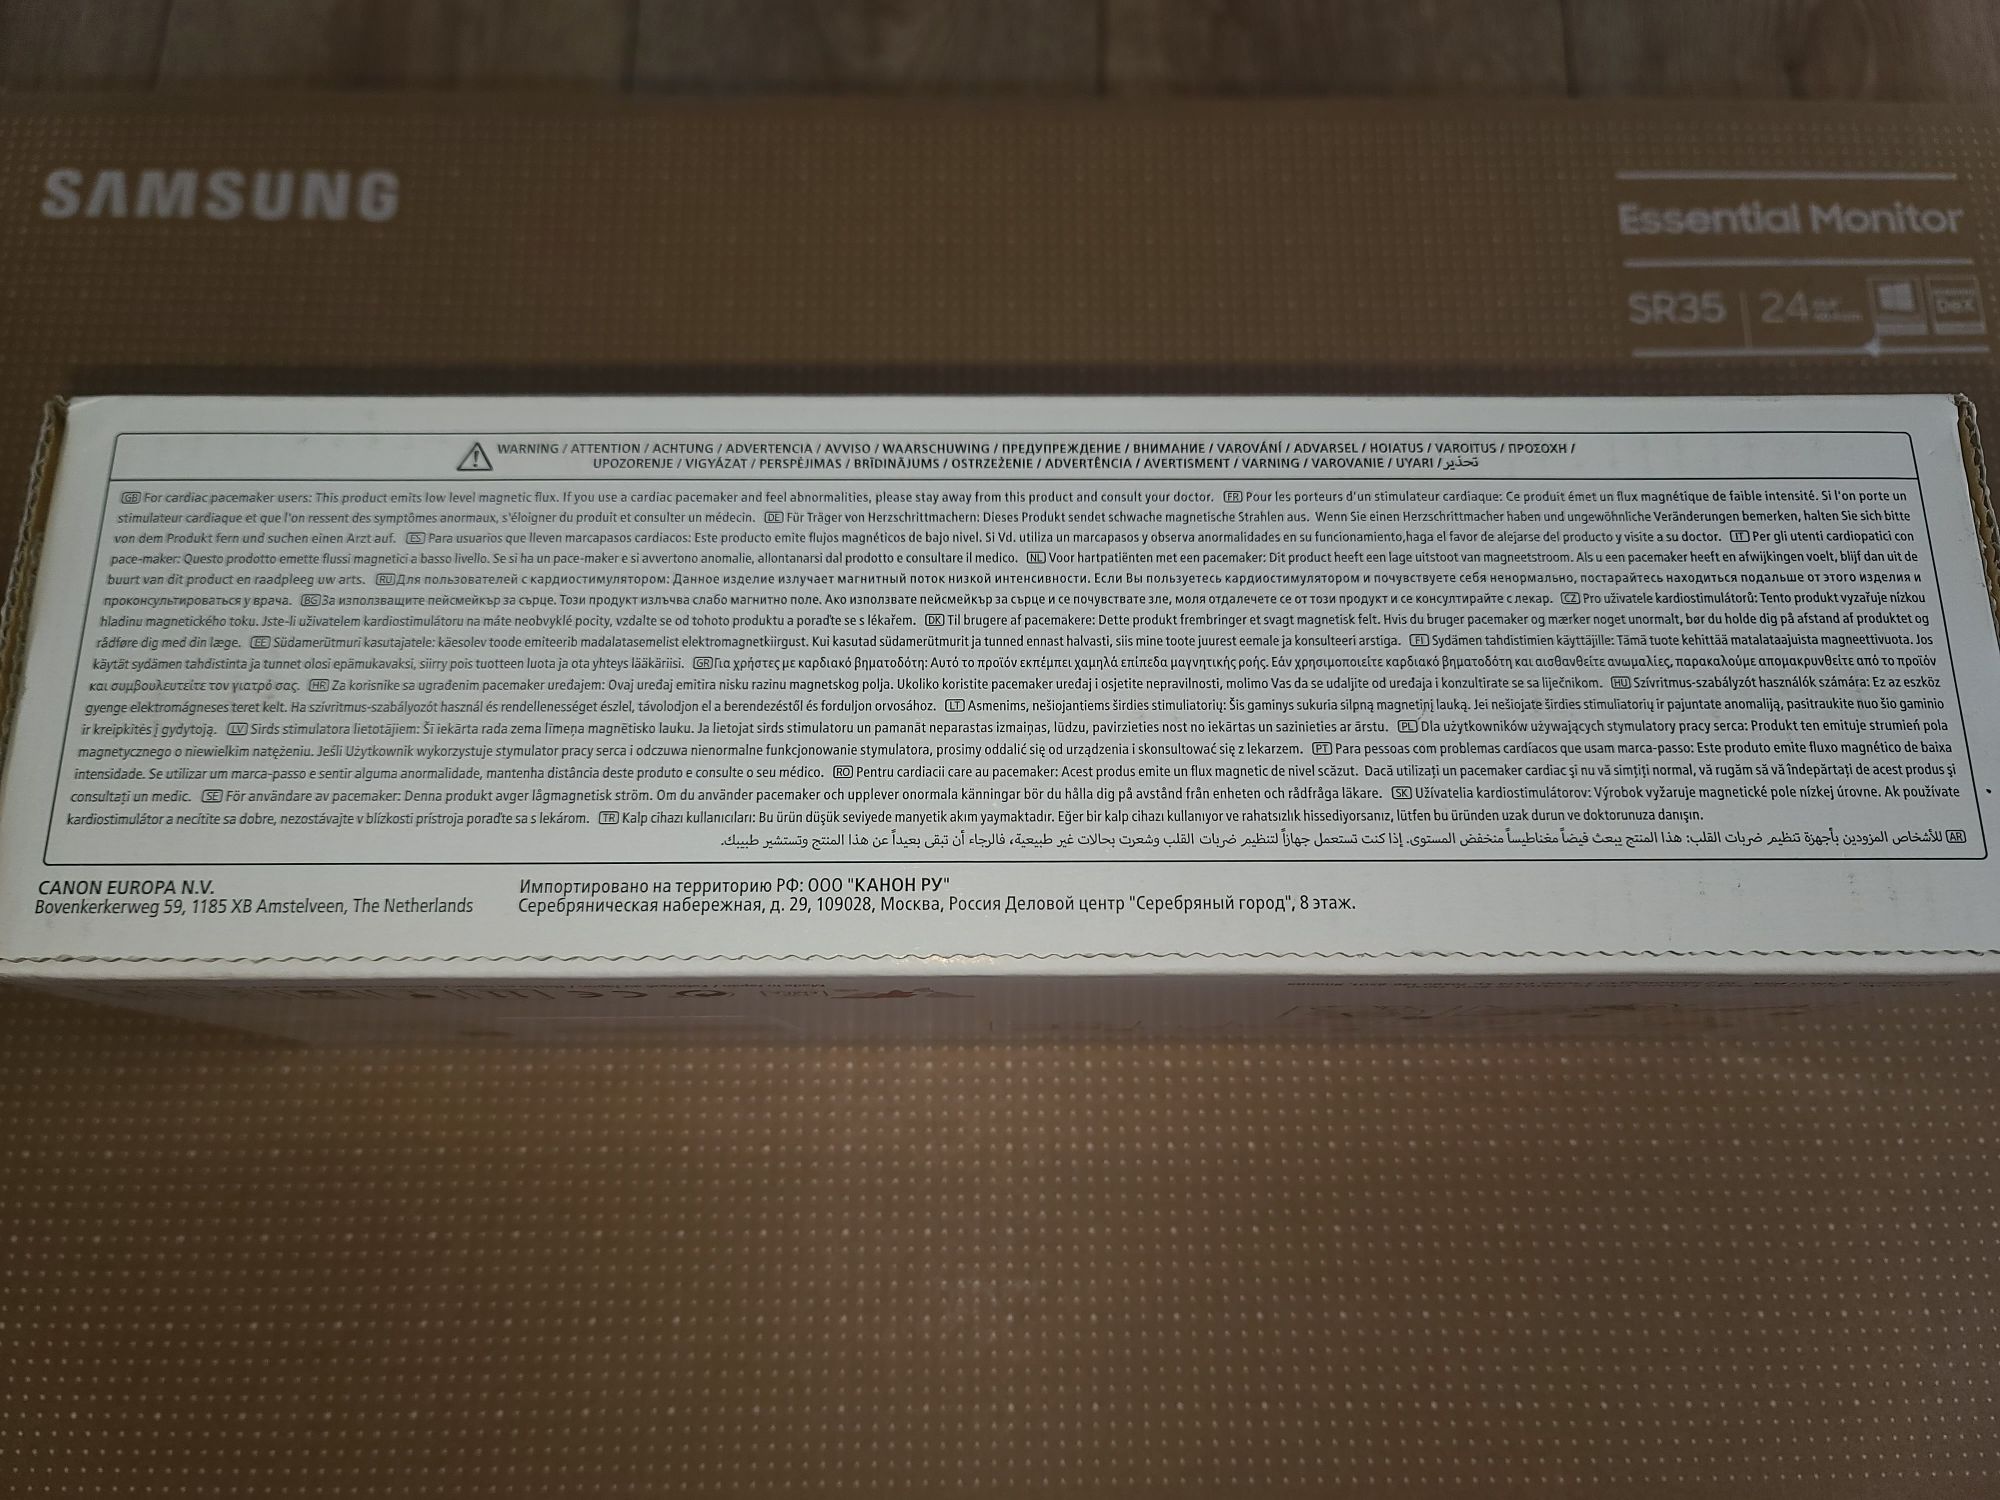 SAMSUNG
Essential Monitor
SR35 | 24
DeX
WARNING / ATTENTION / ACHTUNG / ADVERTENCIA / AVVISO / WAARSCHUWING / ПРЕДУПРЕЖДЕНИЕ / ВНИМАНИЕ / VAROVÁNÍ / ADVARSEL / HOIATUS / VAROITUS / ΠΡΟΣΟΧΗ /
UPOZORENJE / VIGYÁZAT / PERSPĖJIMAS / BRĪDINĀJUMS / OSTRZEŻENIE / ADVERTÊNCIA / AVERTISMENT / VARNING / VAROVANIE / UYARI / تحذير
GB For cardiac pacemaker users: This product emits low level magnetic flux. If you use a cardiac pacemaker and feel abnormalities, please stay away from this product and consult your doctor. FR Pour les porteurs d'un stimulateur cardiaque: Ce produit émet un flux magnétique de faible intensité. Si l'on porte un
stimulateur cardiaque et que l'on ressent des symptômes anormaux, s'éloigner du produit et consulter un médecin. DE Für Träger von Herzschrittmachern: Dieses Produkt sendet schwache magnetische Strahlen aus. Wenn Sie einen Herzschrittmacher haben und ungewöhnliche Veränderungen bemerken, halten Sie sich bitte
von dem Produkt fern und suchen einen Arzt auf. ES Para usuarios que lleven marcapasos cardiacos: Este producto emite flujos magnéticos de bajo nivel. Si Vd. utiliza un marcapasos y observa anormalidades en su funcionamiento,haga el favor de alejarse del producto y visite a su doctor. IT Per gli utenti cardiopatici con
pace-maker: Questo prodotto emette flussi magnetici a basso livello. Se si ha un pace-maker e si avvertono anomalie, allontanarsi dal prodotto e consultare il medico. NL Voor hartpatiënten met een pacemaker: Dit product heeft een lage uitstoot van magneetstroom. Als u een pacemaker heeft en afwijkingen voelt, blijf dan uit de
buurt van dit product en raadpleeg uw arts. RU Для пользователей с кардиостимулятором: Данное изделие излучает магнитный поток низкой интенсивности. Если Вы пользуетесь кардиостимулятором и почувствуете себя ненормально, постарайтесь находиться подальше от этого изделия и
проконсультироваться у врача. BG За използващите пейсмейкър за сърце. Този продукт излъчва слабо магнитно поле. Ако използвате пейсмейкър за сърце и се почувствате зле, моля отдалечете се от този продукт и се консултирайте с лекар. CZ Pro uživatele kardiostimulátorů: Tento produkt vyzařuje nízkou
hladinu magnetického toku. Jste-li uživatelem kardiostimulátoru na máte neobvyklé pocity, vzdalte se od tohoto produktu a poraďte se s lékařem. DK Til brugere af pacemakere: Dette produkt frembringer et svagt magnetisk felt. Hvis du bruger pacemaker og mærker noget unormalt, bør du holde dig på afstand af produktet og
rådføre dig med din læge. EE Südamerütmuri kasutajatele: käesolev toode emiteerib madalatasemelist elektromagnetkiirgust. Kui kasutad südamerütmurit ja tunned ennast halvasti, siis mine toote juurest eemale ja konsulteeri arstiga. FI Sydämen tahdistimien käyttäjille: Tämä tuote kehittää matalataajuista magneettivuota. Jos
käytät sydämen tahdistinta ja tunnet olosi epämukavaksi, siirry pois tuotteen luota ja ota yhteys lääkäriisi. GR Για χρήστες με καρδιακό βηματοδότη: Αυτό το προϊόν εκπέμπει χαμηλά επίπεδα μαγνητικής ροής. Εάν χρησιμοποιείτε καρδιακό βηματοδότη και αισθανθείτε ανωμαλίες, παρακαλούμε απομακρυνθείτε από το προϊόν
και συμβουλευτείτε τον γιατρό σας. HR Za korisnike sa ugrađenim pacemaker uređajem: Ovaj uređaj emitira nisku razinu magnetskog polja. Ukoliko koristite pacemaker uređaj i osjetite nepravilnosti, molimo Vas da se udaljite od uređaja i konzultirate se sa liječnikom. HU Szívritmus-szabályzót használók számára: Ez az eszköz
gyenge elektromágneses teret kelt. Ha szívritmus-szabályozót használ és rendellenességet észlel, távolodjon el a berendezéstől és forduljon orvosához. LT Asmenims, nešiojantiems širdies stimuliatorių: Šis gaminys sukuria silpną magnetinį lauką. Jei nešiojate širdies stimuliatorių ir pajuntate anomaliją, pasitraukite nuo šio gaminio
ir kreipkitės į gydytoją. LV Sirds stimulatora lietotājiem: Šī iekārta rada zema līmeņa magnētisko lauku. Ja lietojat sirds stimulatoru un pamanāt neparastas izmaiņas, lūdzu, pavirzieties nost no iekārtas un sazinieties ar ārstu. PL Dla użytkowników używających stymulatory pracy serca: Produkt ten emituje strumień pola
magnetycznego o niewielkim natężeniu. Jeśli Użytkownik wykorzystuje stymulator pracy serca i odczuwa nienormalne funkcjonowanie stymulatora, prosimy oddalić się od urządzenia i skonsultować się z lekarzem. PT Para pessoas com problemas cardíacos que usam marca-passo: Este produto emite fluxo magnético de baixa
intensidade. Se utilizar um marca-passo e sentir alguma anormalidade, mantenha distância deste produto e consulte o seu médico. RO Pentru cardiacii care au pacemaker: Acest produs emite un flux magnetic de nivel scăzut. Dacă utilizați un pacemaker cardiac și nu vă simțiți normal, vă rugăm să vă îndepărtați de acest produs și
consultați un medic. SE För användare av pacemaker: Denna produkt avger lågmagnetisk ström. Om du använder pacemaker och upplever onormala känningar bör du hålla dig på avstånd från enheten och rådfråga läkare. SK Užívatelia kardiostimulátorov: Výrobok vyžaruje magnetické pole nízkej úrovne. Ak používate
kardiostimulátor a necítite sa dobre, nezostávajte v blízkosti prístroja poraďte sa s lekárom. TR Kalp cihazı kullanıcıları: Bu ürün düşük seviyede manyetik akım yaymaktadır. Eğer bir kalp cihazı kullanıyor ve rahatsızlık hissediyorsanız, lütfen bu üründen uzak durun ve doktorunuza danışın.
AR للأشخاص المزودين بأجهزة تنظيم ضربات القلب: هذا المنتج يبعث فيضاً مغناطيساً منخفض المستوى. إذا كنت تستعمل جهازاً لتنظيم ضربات القلب وشعرت بحالات غير طبيعية، فالرجاء أن تبقى بعيداً عن هذا المنتج وتستشير طبيبك.
CANON EUROPA N.V.
Bovenkerkerweg 59, 1185 XB Amstelveen, The Netherlands
Импортировано на территорию РФ: ООО "КАНОН РУ"
Серебряническая набережная, д. 29, 109028, Москва, Россия Деловой центр "Серебряный город", 8 этаж.